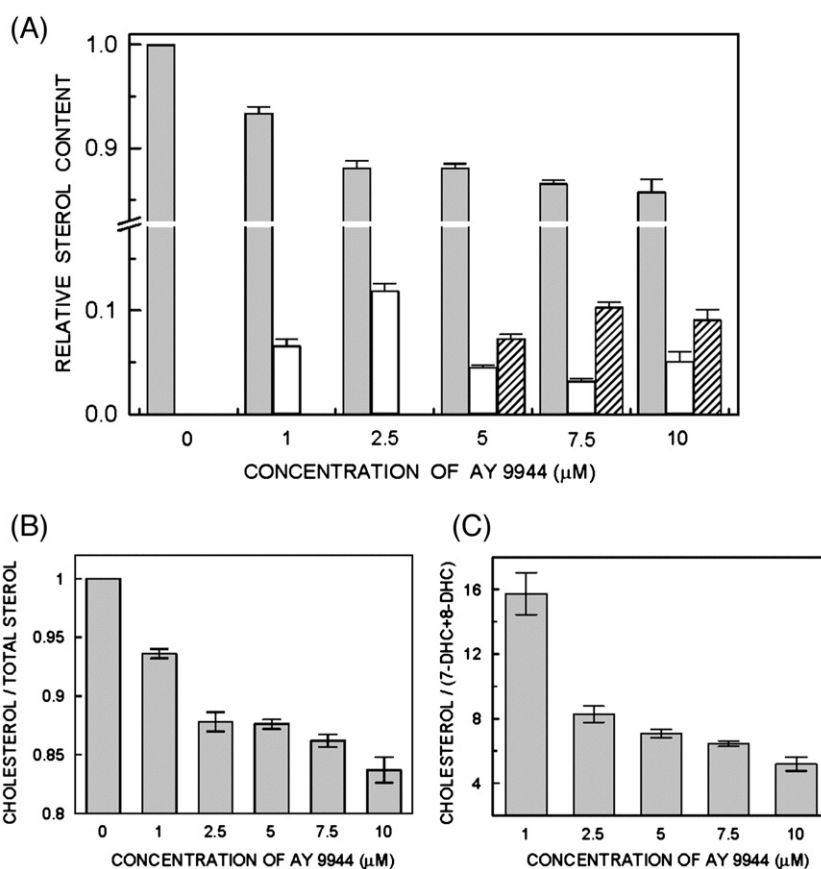 (A)
RELATIVE STEROL CONTENT
1.0
0.9
0.1
0.0
0 1 2.5 5 7.5 10
CONCENTRATION OF AY 9944 (μM)
(B)
CHOLESTEROL / TOTAL STEROL
1
0.95
0.9
0.85
0.8
0 1 2.5 5 7.5 10
CONCENTRATION OF AY 9944 (μM)
(C)
CHOLESTEROL / (7-DHC+8-DHC)
16
12
8
4
1 2.5 5 7.5 10
CONCENTRATION OF AY 9944 (μM)